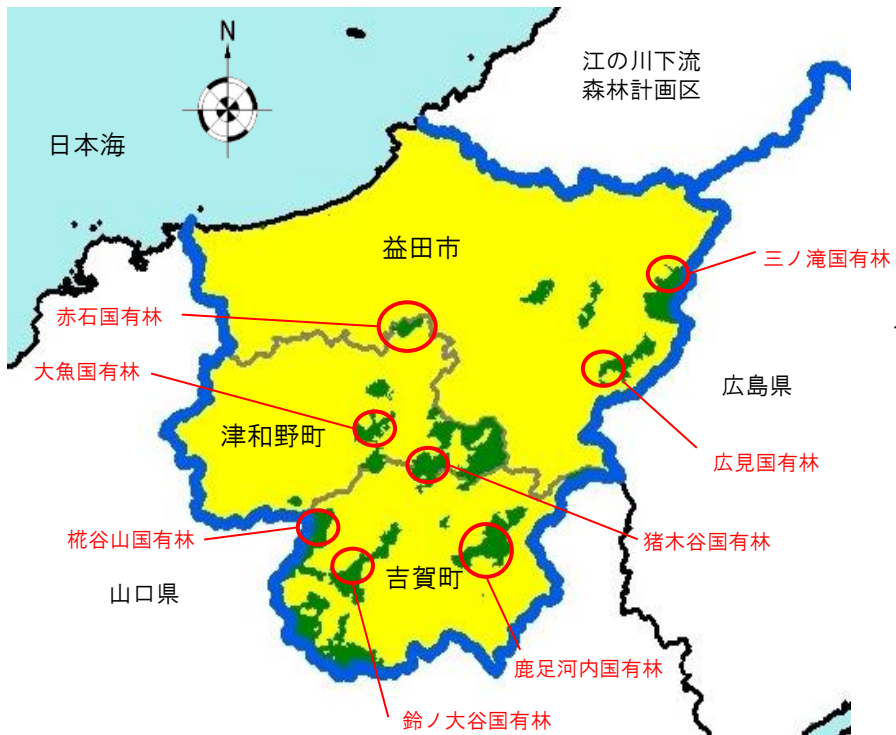 N
江の川下流
森林計画区
日本海
益田市
三ノ滝国有林
赤石国有林
大魚国有林
広島県
津和野町
広見国有林
椛谷山国有林
猪木谷国有林
吉賀町
山口県
鹿足河内国有林
鈴ノ大谷国有林